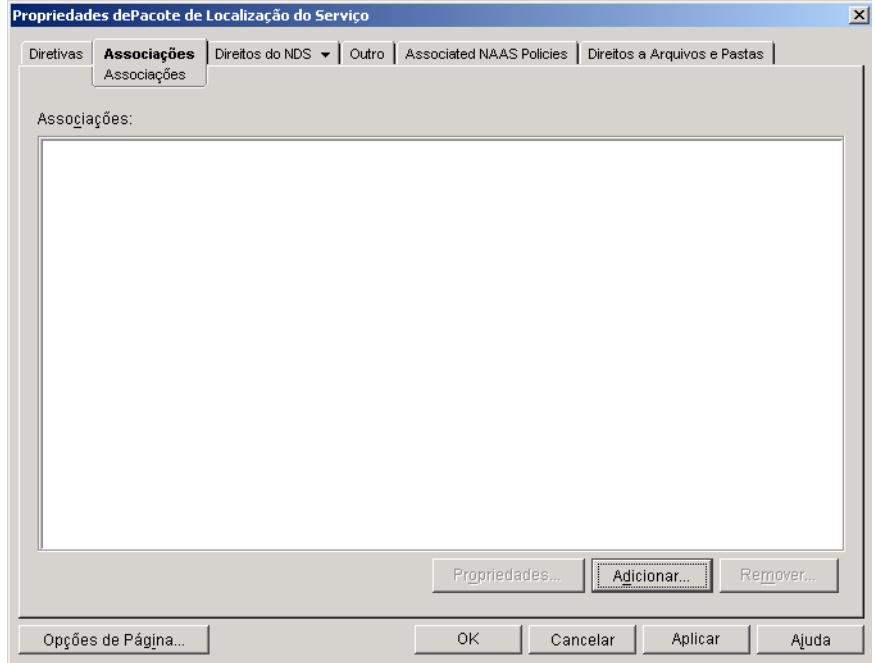 Propriedades dePacote de Localização do Serviço
Diretivas Associações Direitos do NDS Outro Associated NAAS Policies Direitos a Arquivos e Pastas
Associações
Associações:
Propriedades... Adicionar... Remover...
Opções de Página... OK Cancelar Aplicar Ajuda